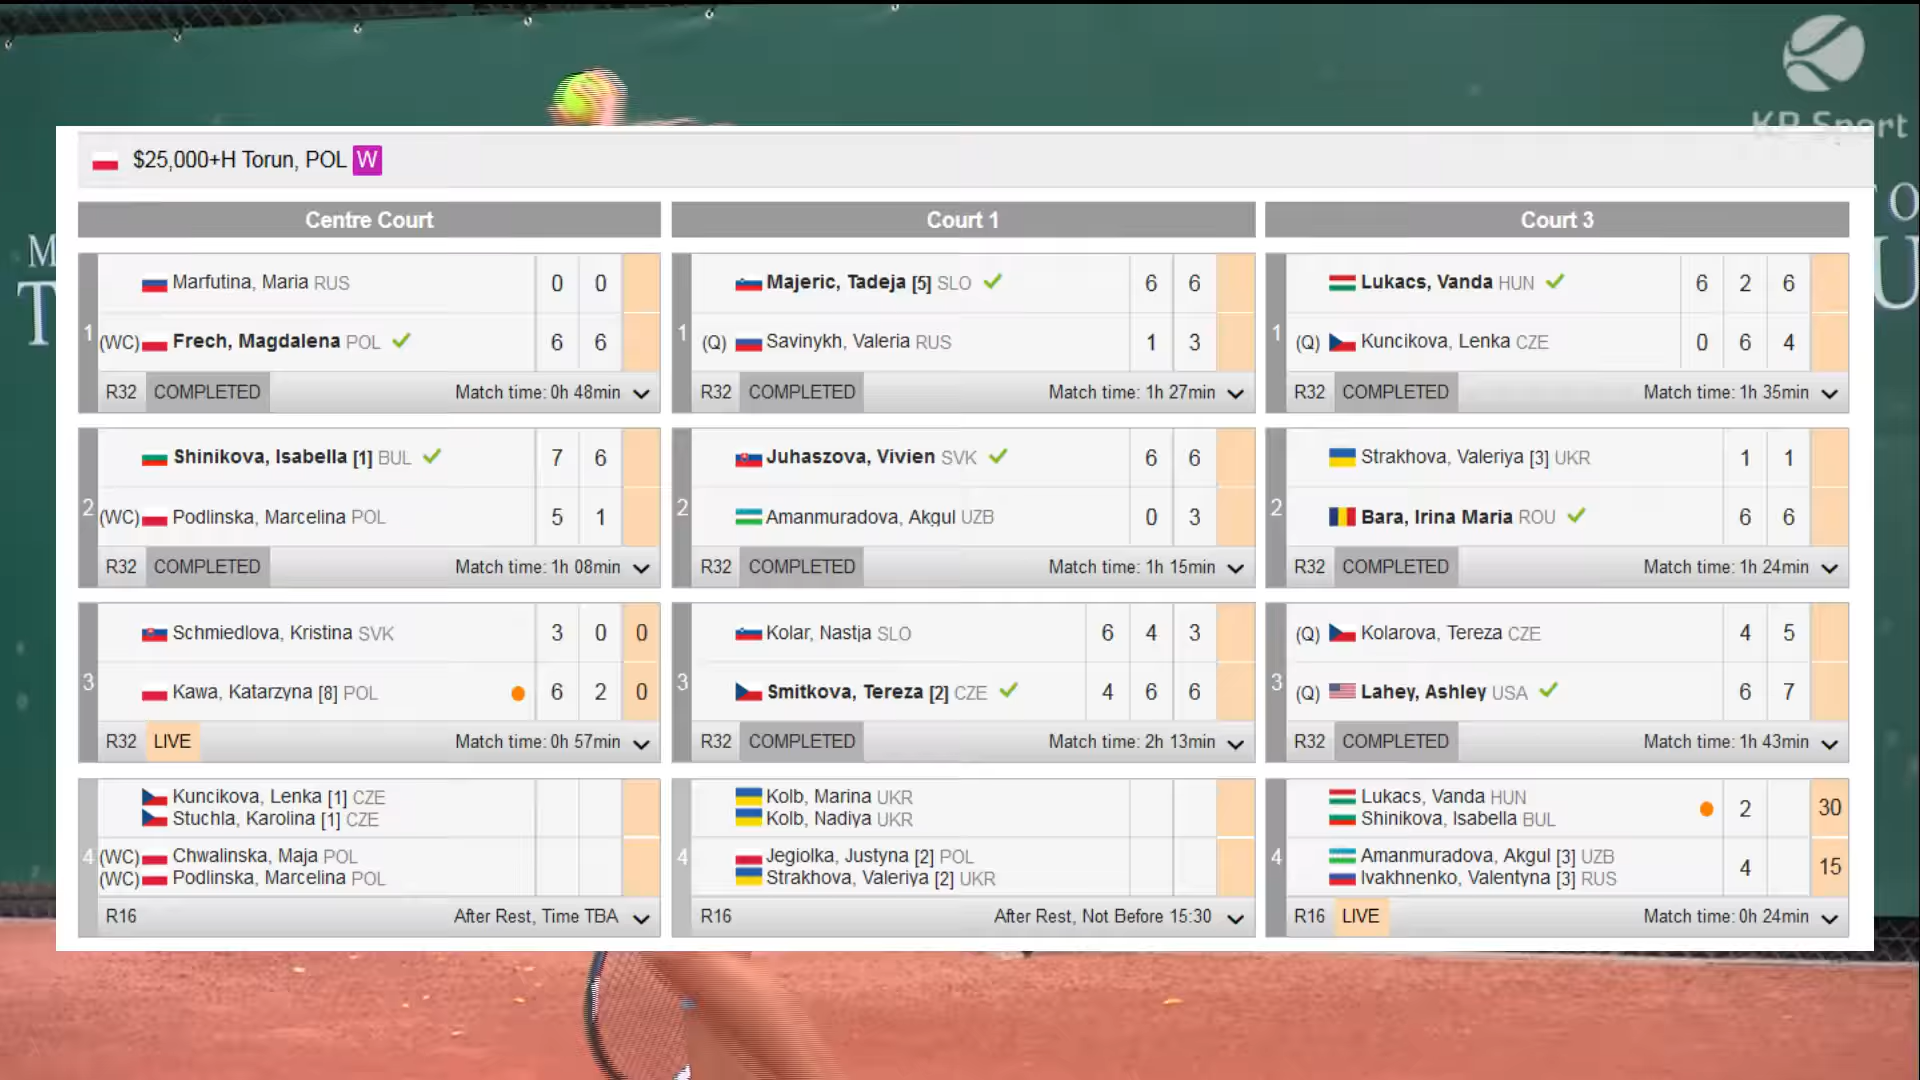 KP Sport
$25,000+H Torun, POL W
M
T
O
U
Centre Court
1
Marfutina, Maria RUS 0 0
(WC) Frech, Magdalena POL 6 6
R32 COMPLETED Match time: 0h 48min
2
Shinikova, Isabella [1] BUL 7 6
(WC) Podlinska, Marcelina POL 5 1
R32 COMPLETED Match time: 1h 08min
3
Schmiedlova, Kristina SVK 3 0 0
Kawa, Katarzyna [8] POL 6 2 0
R32 LIVE Match time: 0h 57min
4
Kuncikova, Lenka [1] CZE
Stuchla, Karolina [1] CZE
(WC) Chwalinska, Maja POL
(WC) Podlinska, Marcelina POL
R16 After Rest, Time TBA
Court 1
1
Majeric, Tadeja [5] SLO 6 6
(Q) Savinykh, Valeria RUS 1 3
R32 COMPLETED Match time: 1h 27min
2
Juhaszova, Vivien SVK 6 6
Amanmuradova, Akgul UZB 0 3
R32 COMPLETED Match time: 1h 15min
3
Kolar, Nastja SLO 6 4 3
Smitkova, Tereza [2] CZE 4 6 6
R32 COMPLETED Match time: 2h 13min
4
Kolb, Marina UKR
Kolb, Nadiya UKR
Jegiolka, Justyna [2] POL
Strakhova, Valeriya [2] UKR
R16 After Rest, Not Before 15:30
Court 3
1
Lukacs, Vanda HUN 6 2 6
(Q) Kuncikova, Lenka CZE 0 6 4
R32 COMPLETED Match time: 1h 35min
2
Strakhova, Valeriya [3] UKR 1 1
Bara, Irina Maria ROU 6 6
R32 COMPLETED Match time: 1h 24min
3
(Q) Kolarova, Tereza CZE 4 5
(Q) Lahey, Ashley USA 6 7
R32 COMPLETED Match time: 1h 43min
4
Lukacs, Vanda HUN
Shinikova, Isabella BUL 2 30
Amanmuradova, Akgul [3] UZB
Ivakhnenko, Valentyna [3] RUS 4 15
R16 LIVE Match time: 0h 24min